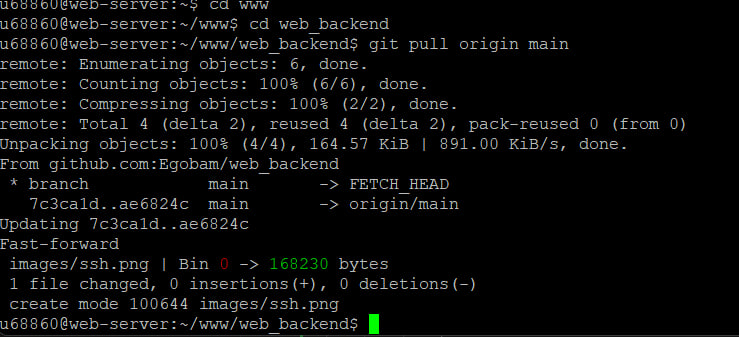 u68860@web-server:~$ cd www
u68860@web-server:~/www$ cd web_backend
u68860@web-server:~/www/web_backend$ git pull origin main
remote: Enumerating objects: 6, done.
remote: Counting objects: 100% (6/6), done.
remote: Compressing objects: 100% (2/2), done.
remote: Total 4 (delta 2), reused 4 (delta 2), pack-reused 0 (from 0)
Unpacking objects: 100% (4/4), 164.57 KiB | 891.00 KiB/s, done.
From github.com:Egobam/web_backend
 * branch            main       -> FETCH_HEAD
   7c3ca1d..ae6824c  main       -> origin/main
Updating 7c3ca1d..ae6824c
Fast-forward
 images/ssh.png | Bin 0 -> 168230 bytes
 1 file changed, 0 insertions(+), 0 deletions(-)
 create mode 100644 images/ssh.png
u68860@web-server:~/www/web_backend$